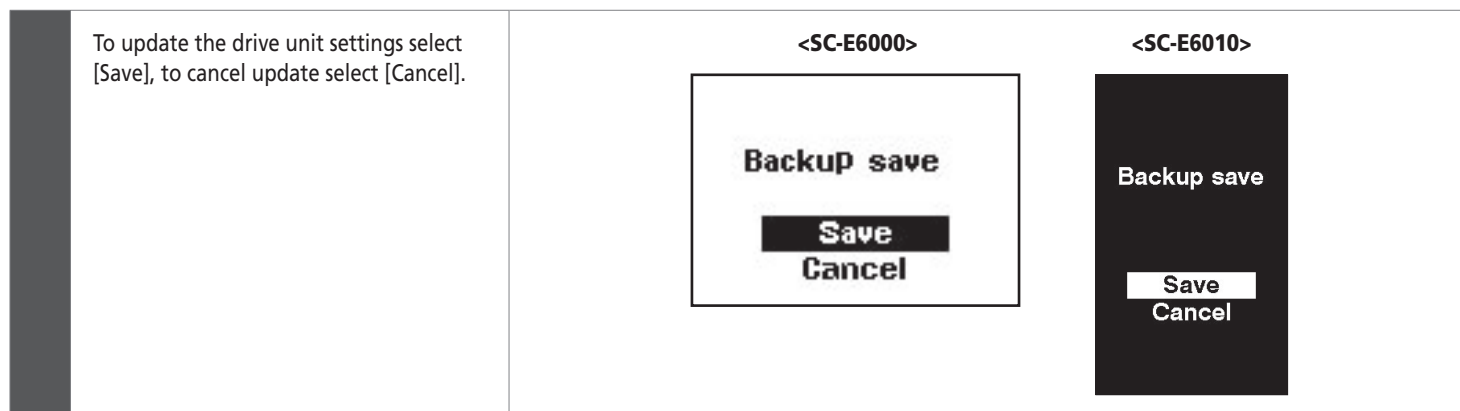 To update the drive unit settings select
[Save], to cancel update select [Cancel].
<SC-E6000>
Backup save
Save
Cancel
<SC-E6010>
Backup save
Save
Cancel